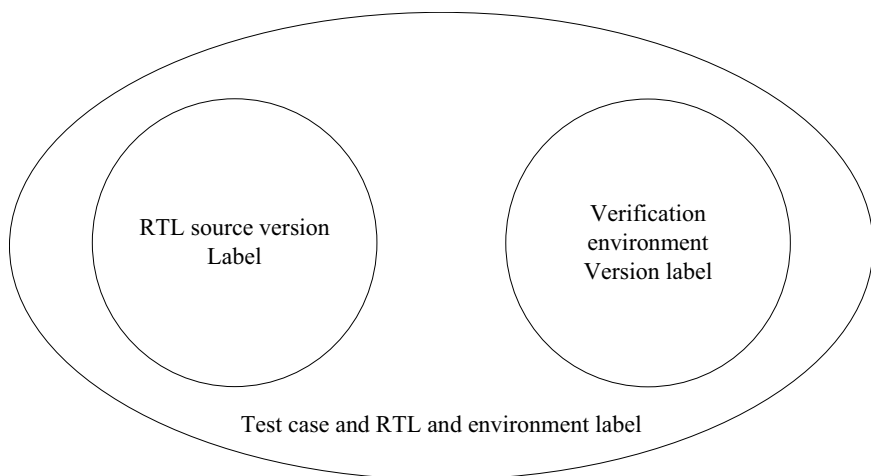 RTL source version
Label
Verification
environment
Version label
Test case and RTL and environment label